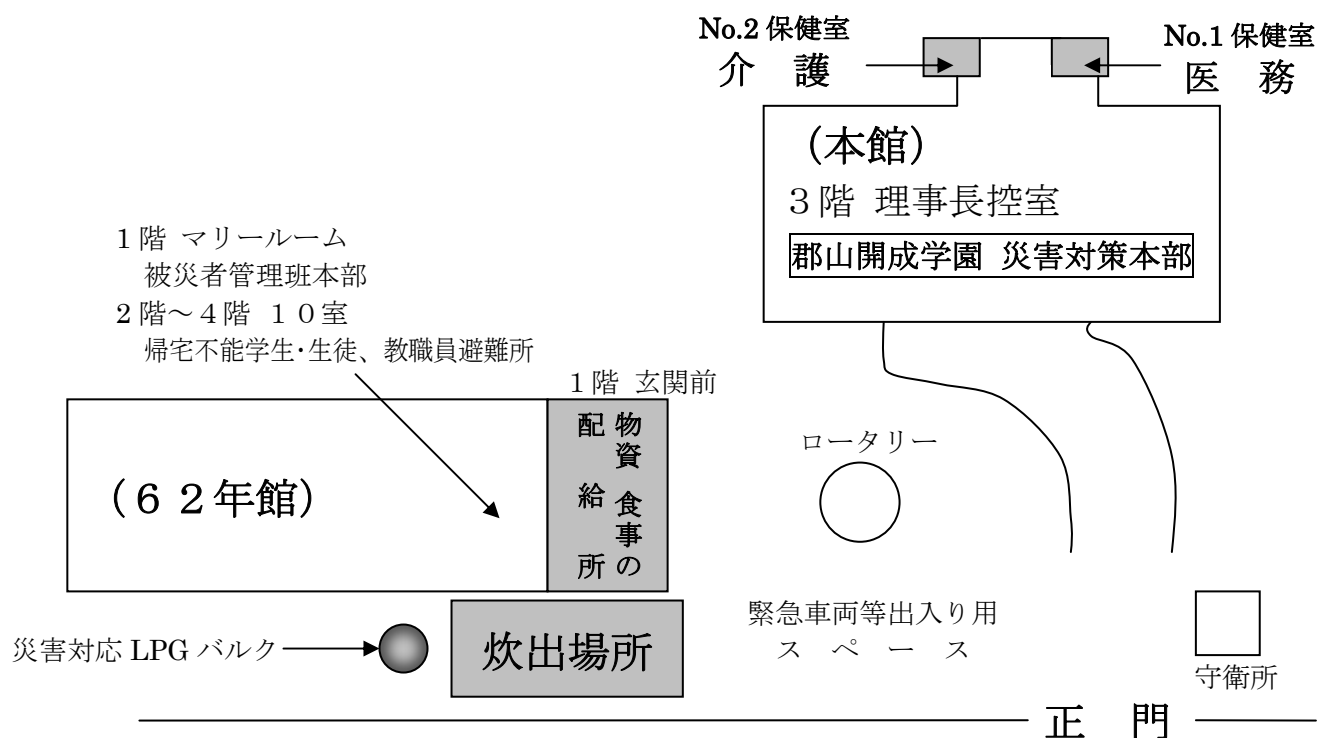 No.2 保健室
介 護
No.1 保健室
医 務
(本館)
3階 理事長控室
郡山開成学園 災害対策本部
1階 マリールーム
被災者管理班本部
2階~4階 10室
帰宅不能学生・生徒、教職員避難所
1階 玄関前
物資 食事の
配 給 所
(62年館)
ロータリー
災害対応 LPG バルク
炊出場所
緊急車両等出入り用
ス ペ ー ス
守衛所
正 門